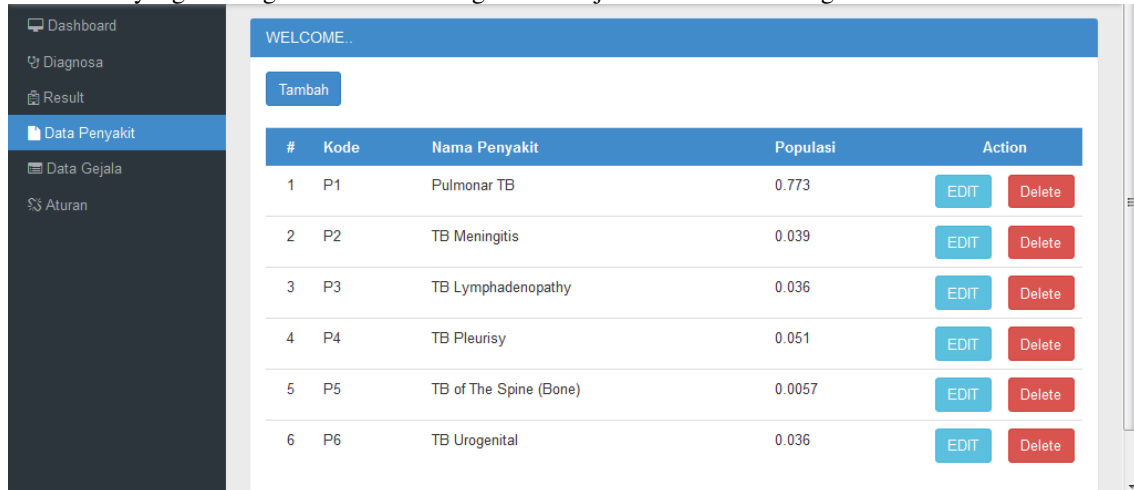 Dashboard
Diagnosa
Result
Data Penyakit
Data Gejala
Aturan
WELCOME..
Tambah
# Kode Nama Penyakit Populasi Action
1 P1 Pulmonar TB 0.773 EDIT Delete
2 P2 TB Meningitis 0.039 EDIT Delete
3 P3 TB Lymphadenopathy 0.036 EDIT Delete
4 P4 TB Pleurisy 0.051 EDIT Delete
5 P5 TB of The Spine (Bone) 0.0057 EDIT Delete
6 P6 TB Urogenital 0.036 EDIT Delete